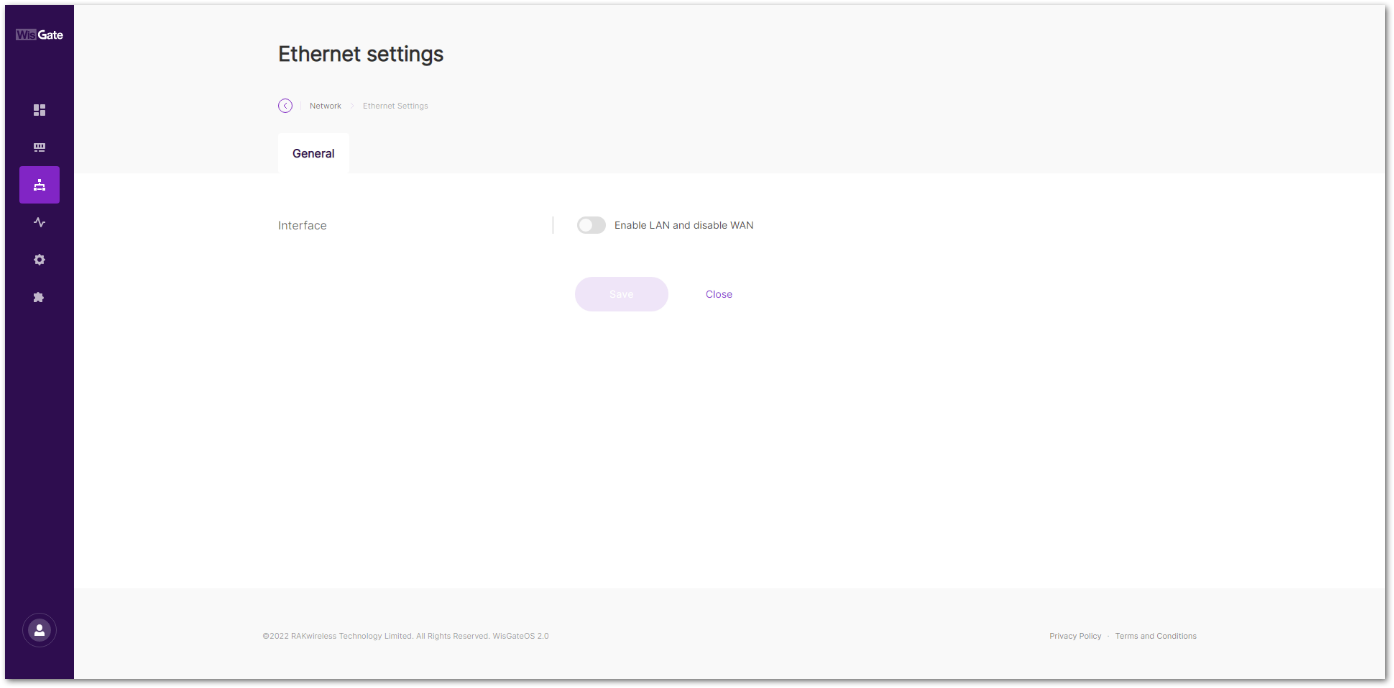 WisGate
Ethernet settings
Network
Ethernet Settings
General
Interface
Enable LAN and disable WAN
Save
Close
©2022 RAKwireless Technology Limited. All Rights Reserved. WisGateOS 2.0
Privacy Policy · Terms and Conditions